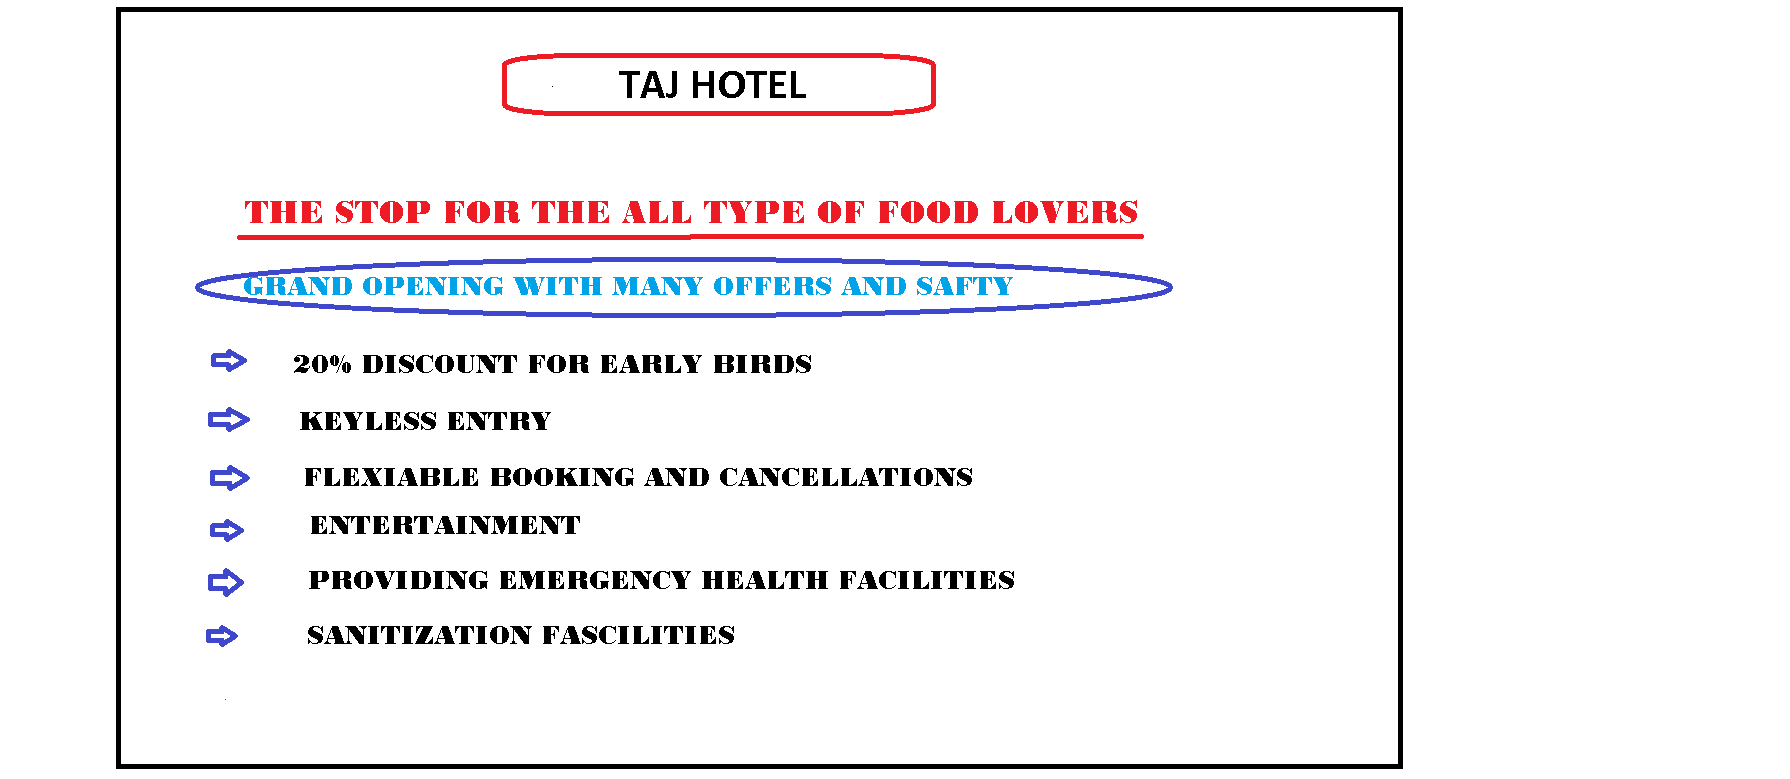 TAJ HOTEL
THE STOP FOR THE ALL TYPE OF FOOD LOVERS
GRAND OPENING WITH MANY OFFERS AND SAFTY
20% DISCOUNT FOR EARLY BIRDS
KEYLESS ENTRY
FLEXIABLE BOOKING AND CANCELLATIONS
ENTERTAINMENT
PROVIDING EMERGENCY HEALTH FACILITIES
SANITIZATION FASCILITIES